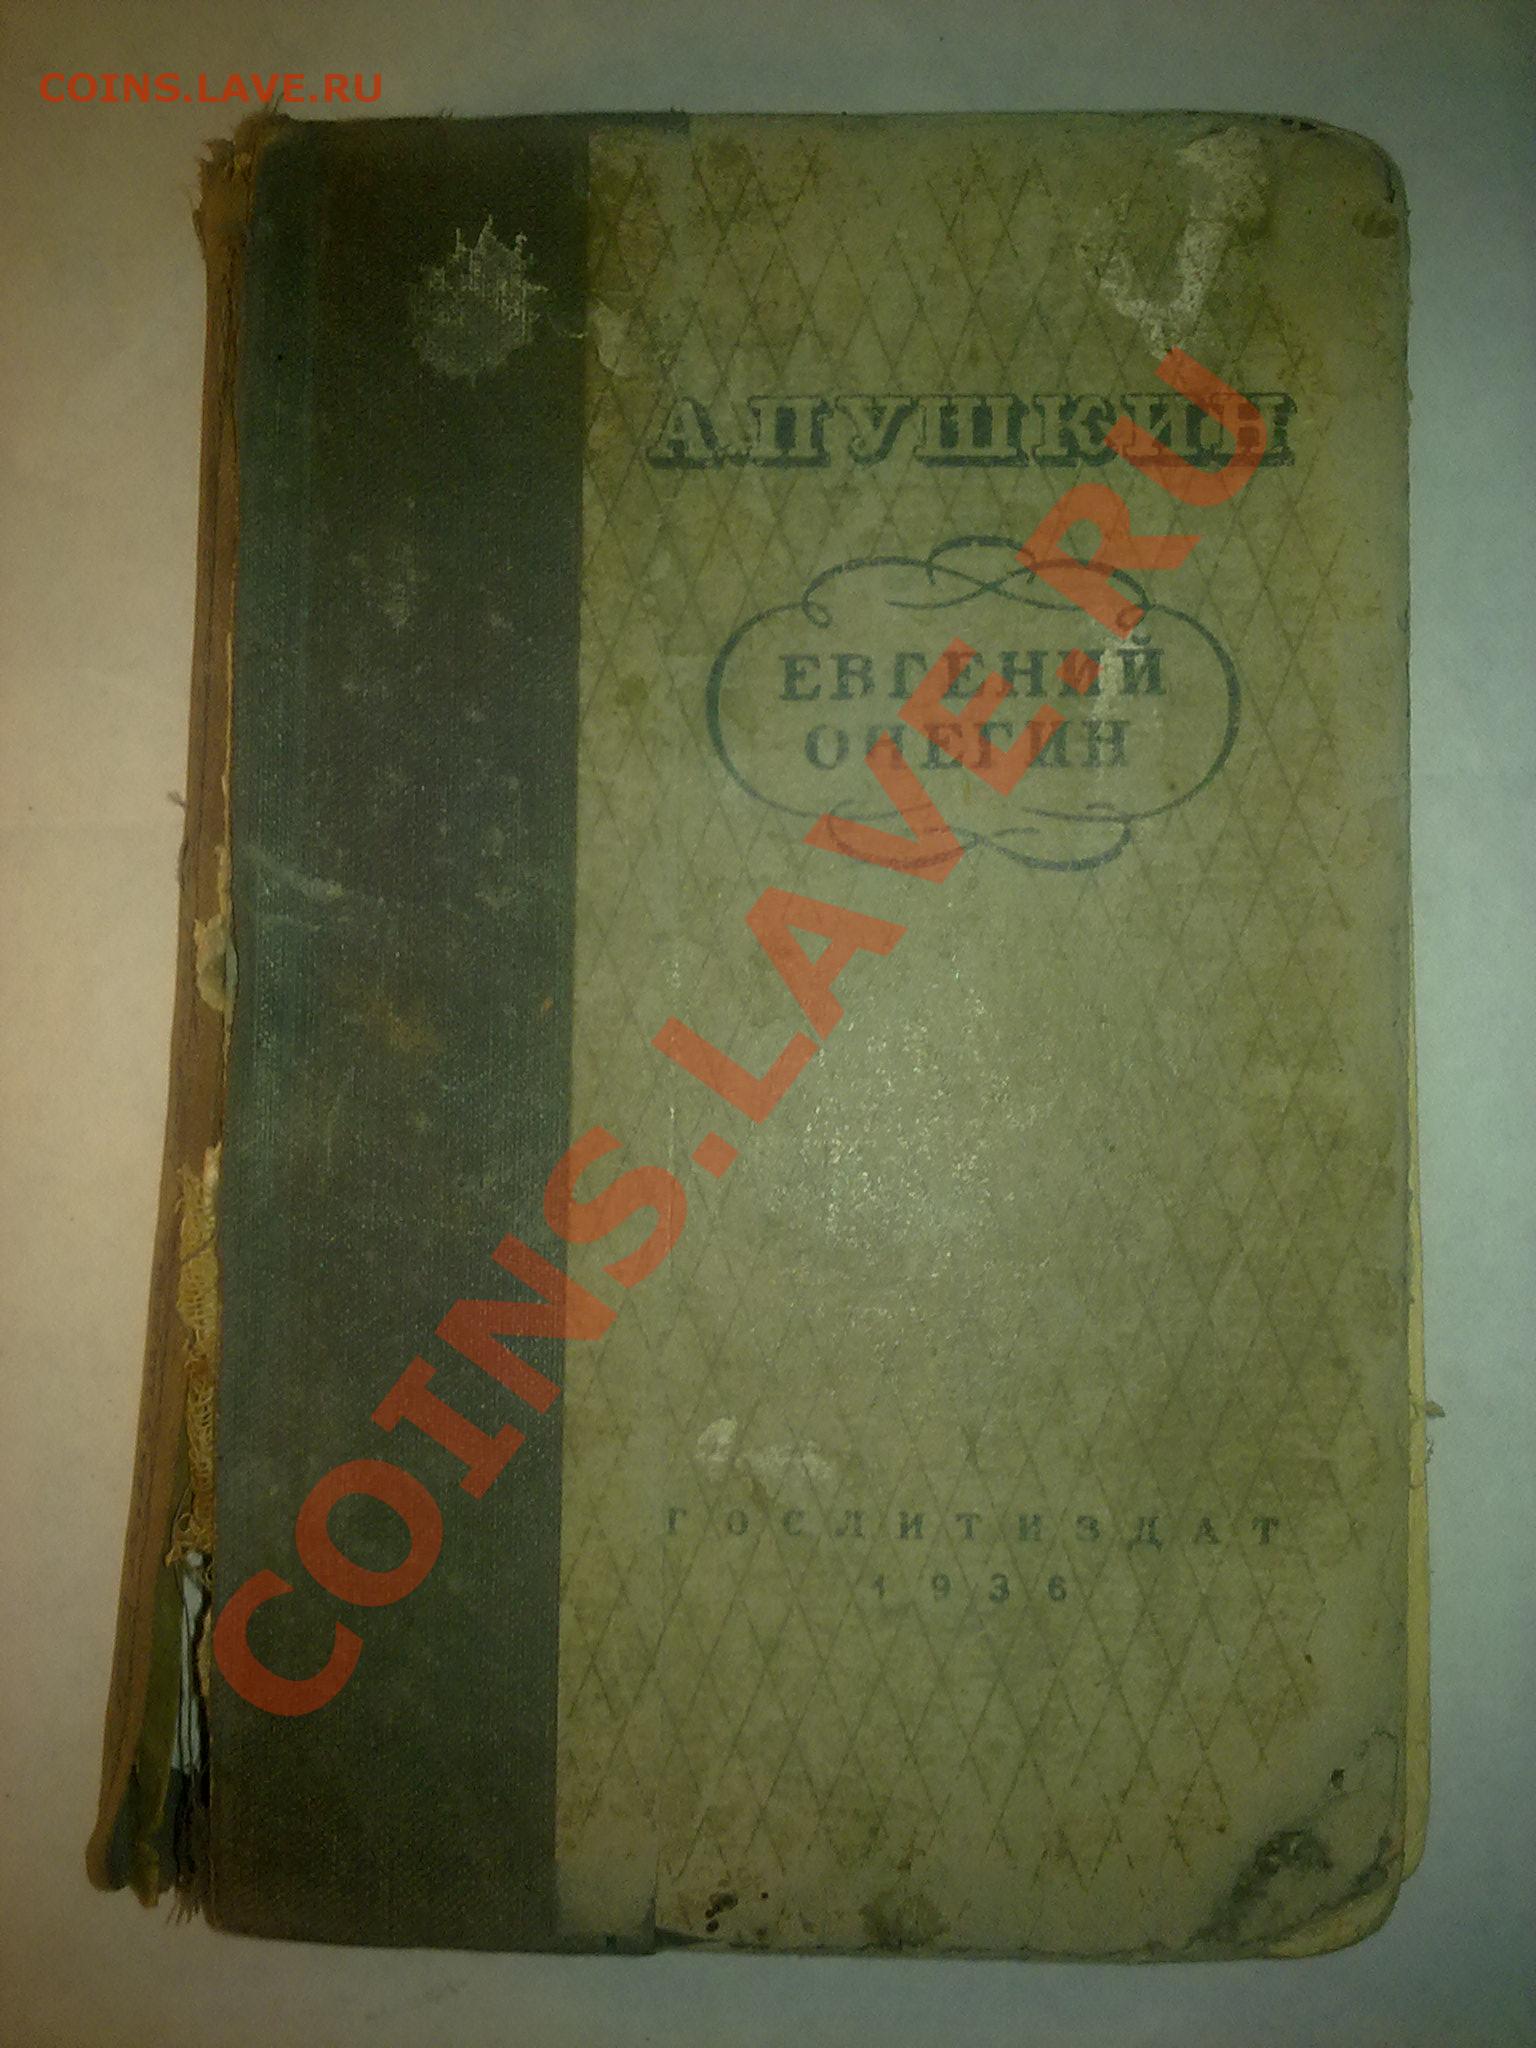 COINS.LAVE.RU
А. ПУШКИН
ЕВГЕНИЙ
ОНЕГИН
COINS.LAVE.RU
ГОСЛИТИЗДАТ
1936